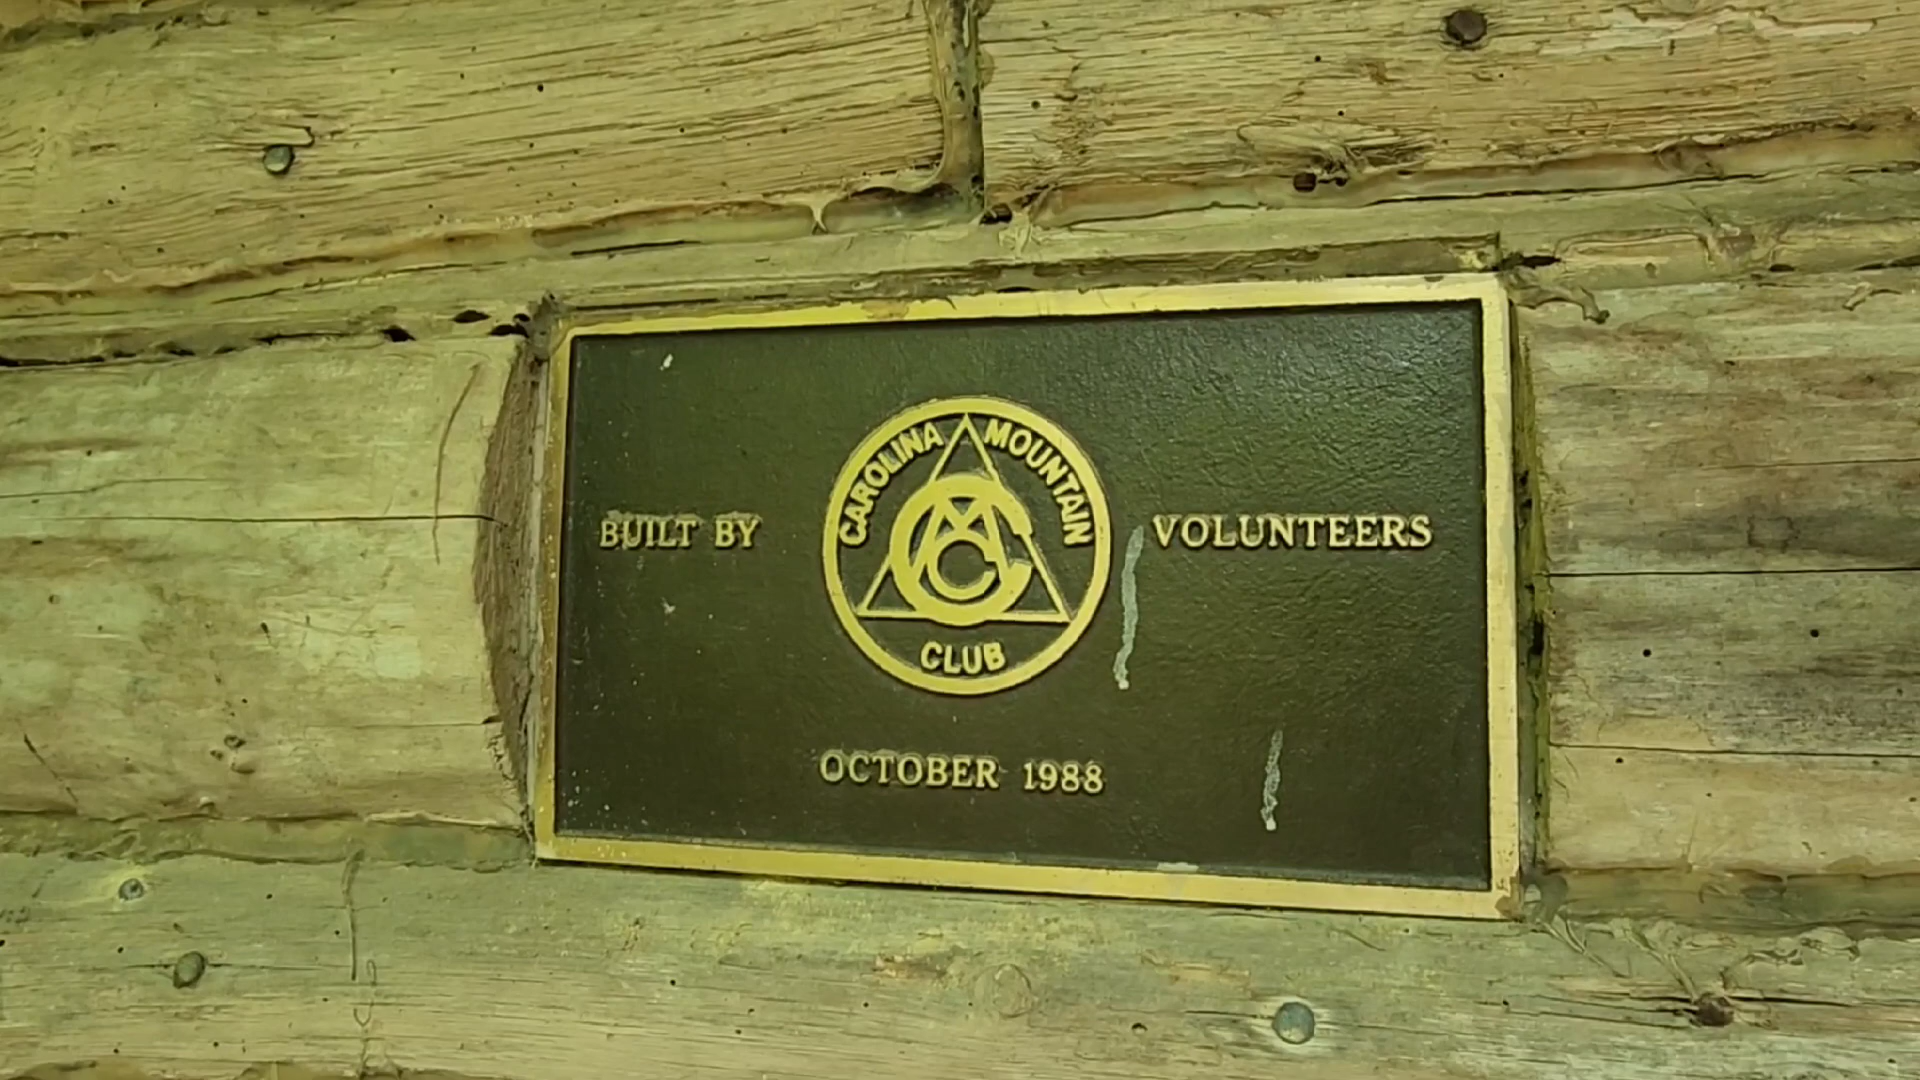 BUILT BY
CAROLINA MOUNTAIN
CMC
CLUB
VOLUNTEERS
OCTOBER 1988